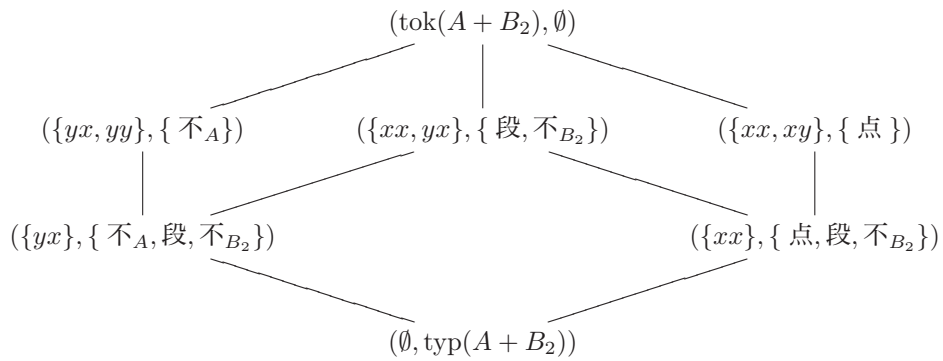 (tok(A + B₂), ∅)
({yx, yy}, { 不_A}) ({xx, yx}, { 段, 不_{B₂}}) ({xx, xy}, { 点 })
({yx}, { 不_A, 段, 不_{B₂}}) ({xx}, { 点, 段, 不_{B₂}})
(∅, typ(A + B₂))